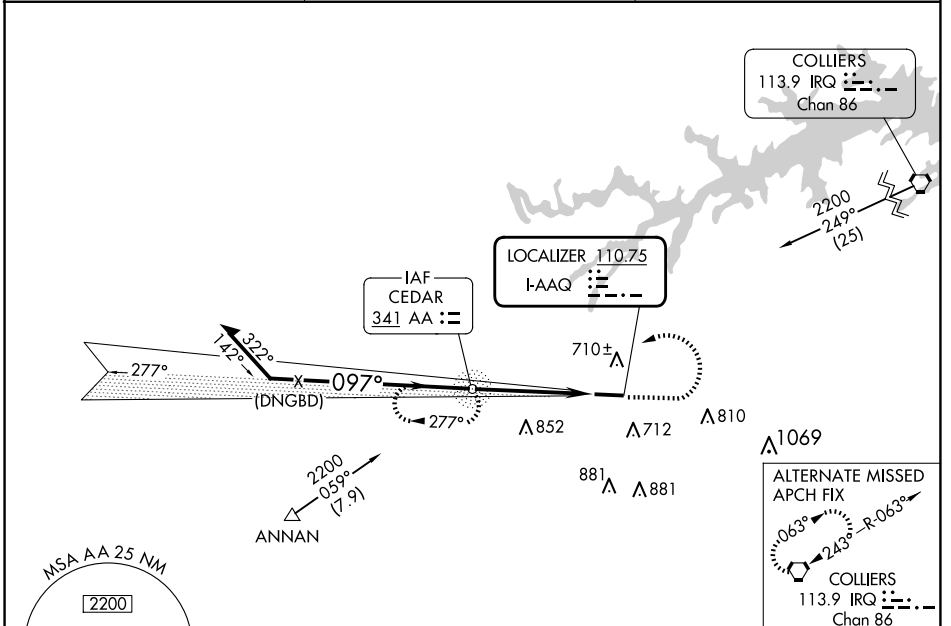 COLLIERS
113.9 IRQ
Chan 86
2200
249°
(25)
LOCALIZER 110.75
I-AAQ
IAF
CEDAR
341 AA
710±
322°
142°
277°
X
097°
(DNGBD)
277°
852
712
810
1069
881
881
2200
059°
(7.9)
ANNAN
ALTERNATE MISSED
APCH FIX
063°
243°
R-063°
COLLIERS
113.9 IRQ
Chan 86
MSA AA 25 NM
2200